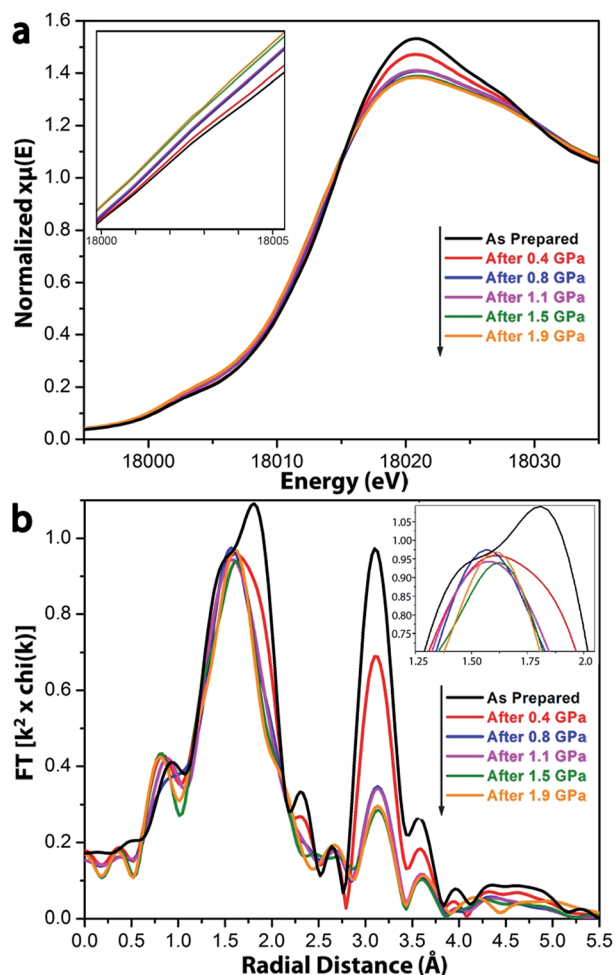 a
Normalized xμ(E)
1.6
1.4
1.2
1.0
0.8
0.6
0.4
0.2
0.0
18000
18005
As Prepared
After 0.4 GPa
After 0.8 GPa
After 1.1 GPa
After 1.5 GPa
After 1.9 GPa
18000
18010
18020
18030
Energy (eV)
b
FT [k² x chi(k)]
1.0
0.8
0.6
0.4
0.2
0.0
1.05
1.00
0.95
0.90
0.85
0.80
0.75
1.25
1.50
1.75
2.0
As Prepared
After 0.4 GPa
After 0.8 GPa
After 1.1 GPa
After 1.5 GPa
After 1.9 GPa
0.0
0.5
1.0
1.5
2.0
2.5
3.0
3.5
4.0
4.5
5.0
5.5
Radial Distance (Å)